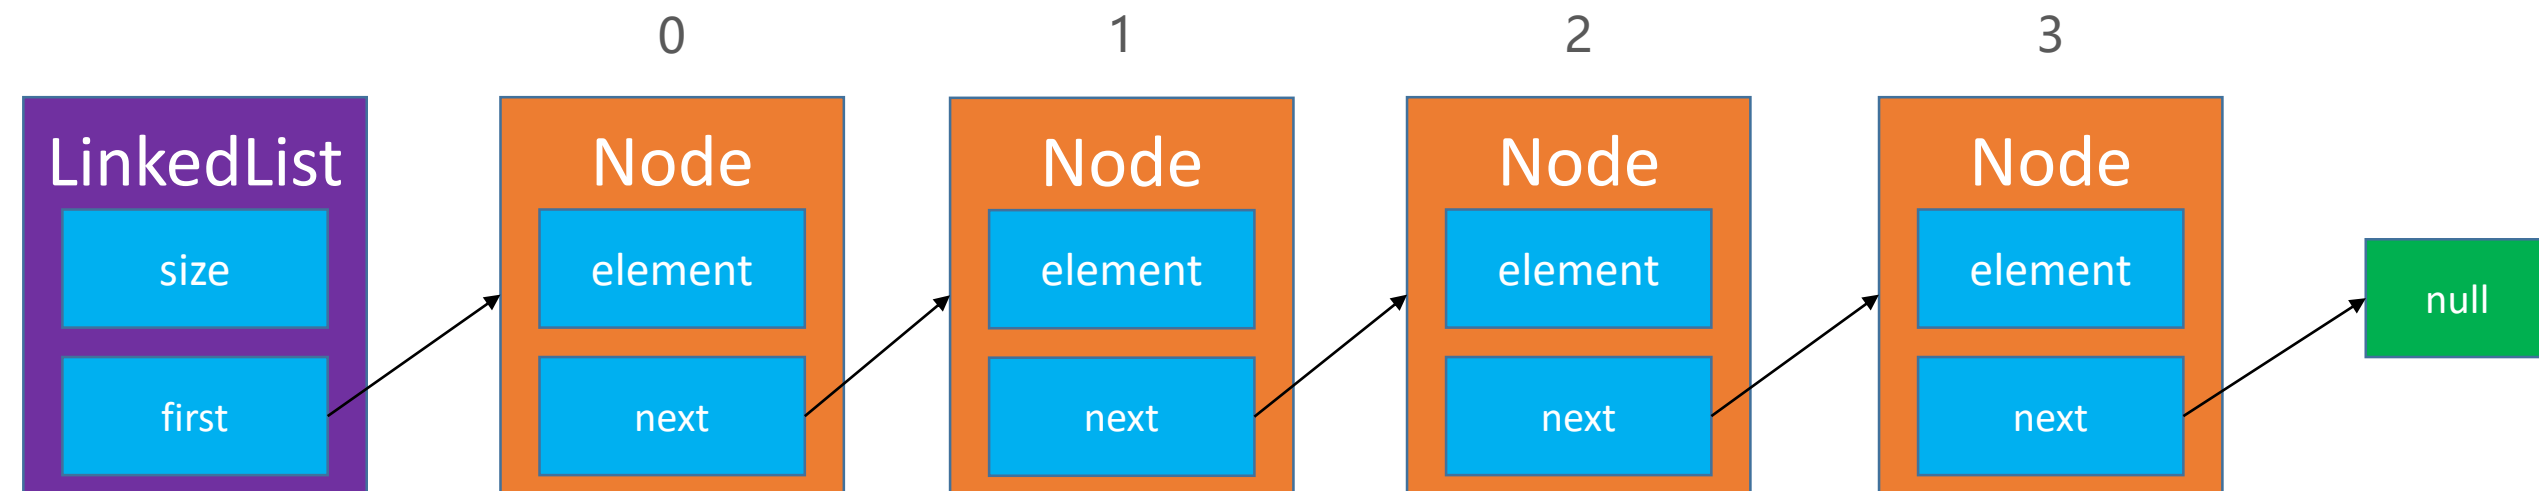 0 1 2 3
LinkedList Node Node Node Node
size element element element element null
first next next next next